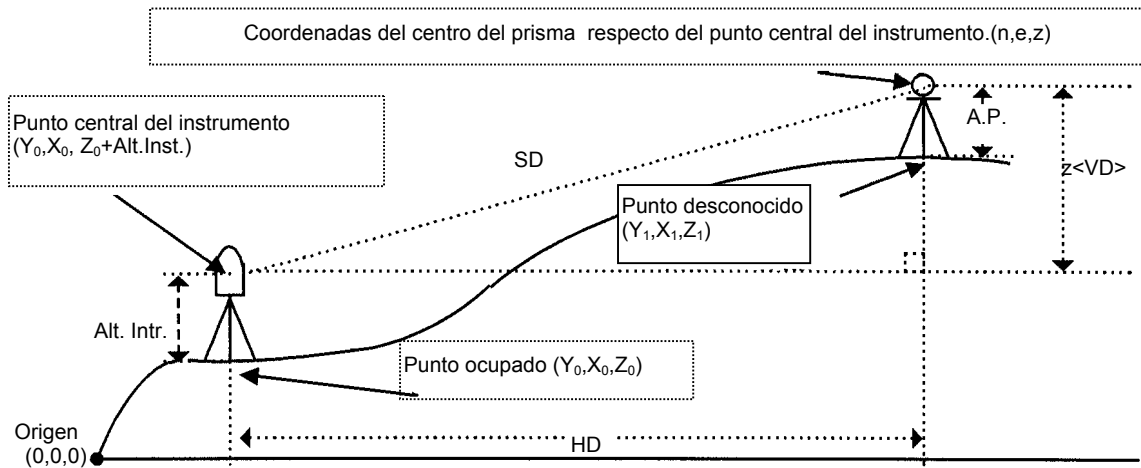 Coordenadas del centro del prisma respecto del punto central del instrumento.(n,e,z)
Punto central del instrumento
(Y₀,X₀, Z₀+Alt.Inst.)
A.P.
SD
z<VD>
Punto desconocido
(Y₁,X₁,Z₁)
Alt. Intr.
Punto ocupado (Y₀,X₀,Z₀)
Origen
(0,0,0)
HD